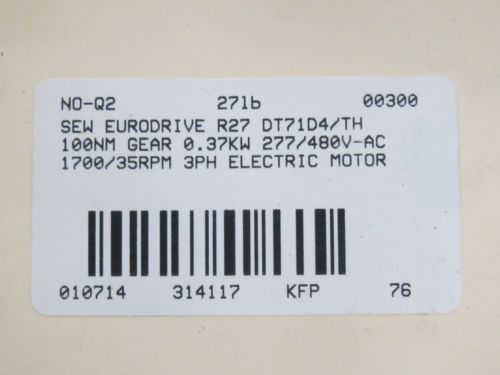 NO-Q2 27lb 00300
SEW EURODRIVE R27 DT71D4/TH
100NM GEAR 0.37KW 277/480V-AC
1700/35RPM 3PH ELECTRIC MOTOR
010714 314117 KFP 76